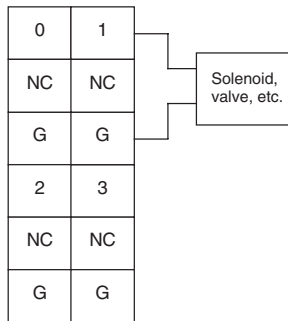 0 1
NC NC
G G
2 3
NC NC
G G
Solenoid,
valve, etc.